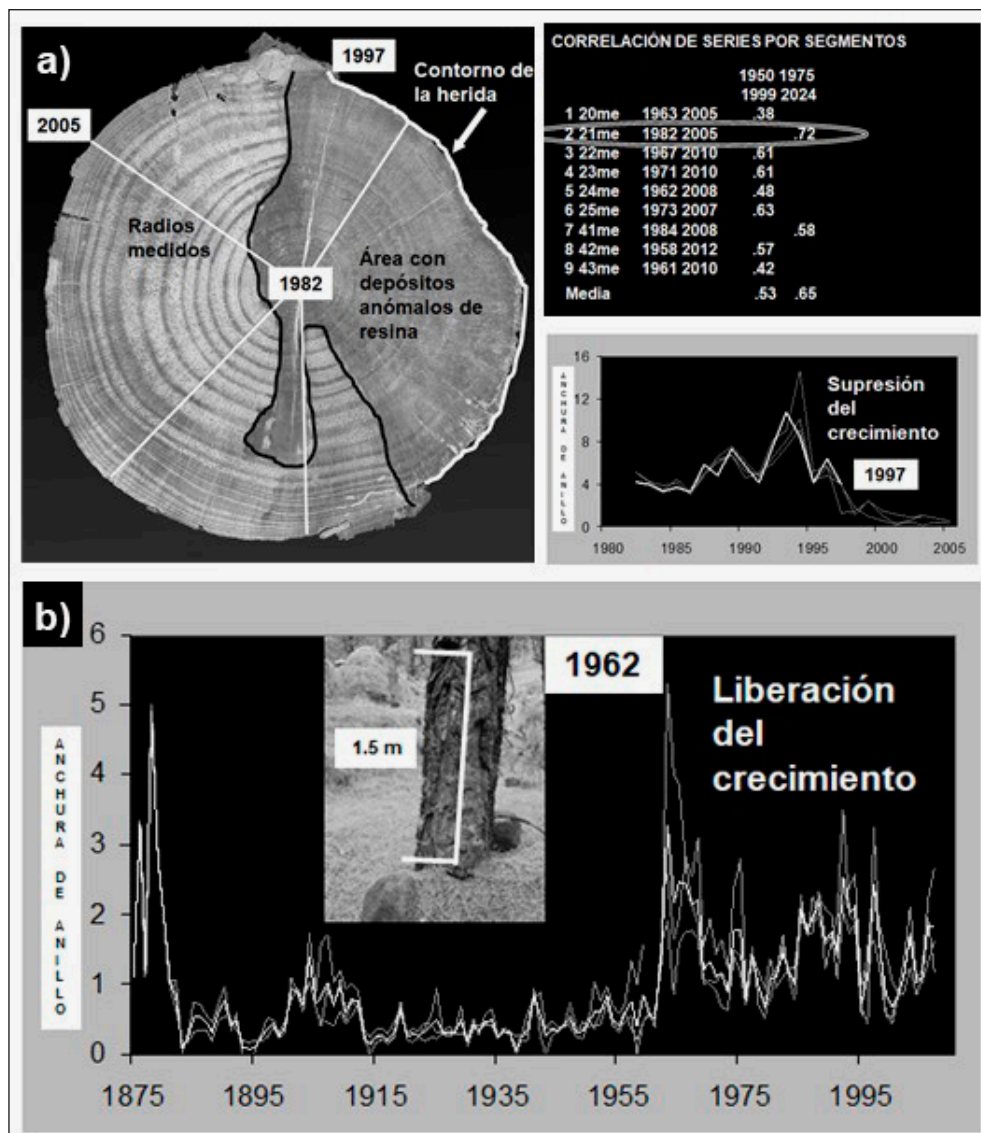 a)
1997
Contorno de
la herida
2005
Radios
medidos
1982
Área con
depósitos
anómalos de
resina
CORRELACIÓN DE SERIES POR SEGMENTOS
1950 1975
1999 2024
1 20me 1963 2005 .38
2 21me 1982 2005 .72
3 22me 1967 2010 .61
4 23me 1971 2010 .61
5 24me 1962 2008 .48
6 25me 1973 2007 .63
7 41me 1984 2008 .58
8 42me 1958 2012 .57
9 43me 1961 2010 .42
Media .53 .65
ANCHURA DE ANILLO
16
12
8
4
0
1980 1985 1990 1995 2000 2005
Supresión
del
crecimiento
1997
b)
ANCHURA DE ANILLO
6
5
4
3
2
1
0
1875 1895 1915 1935 1955 1975 1995
1.5 m
1962
Liberación
del
crecimiento